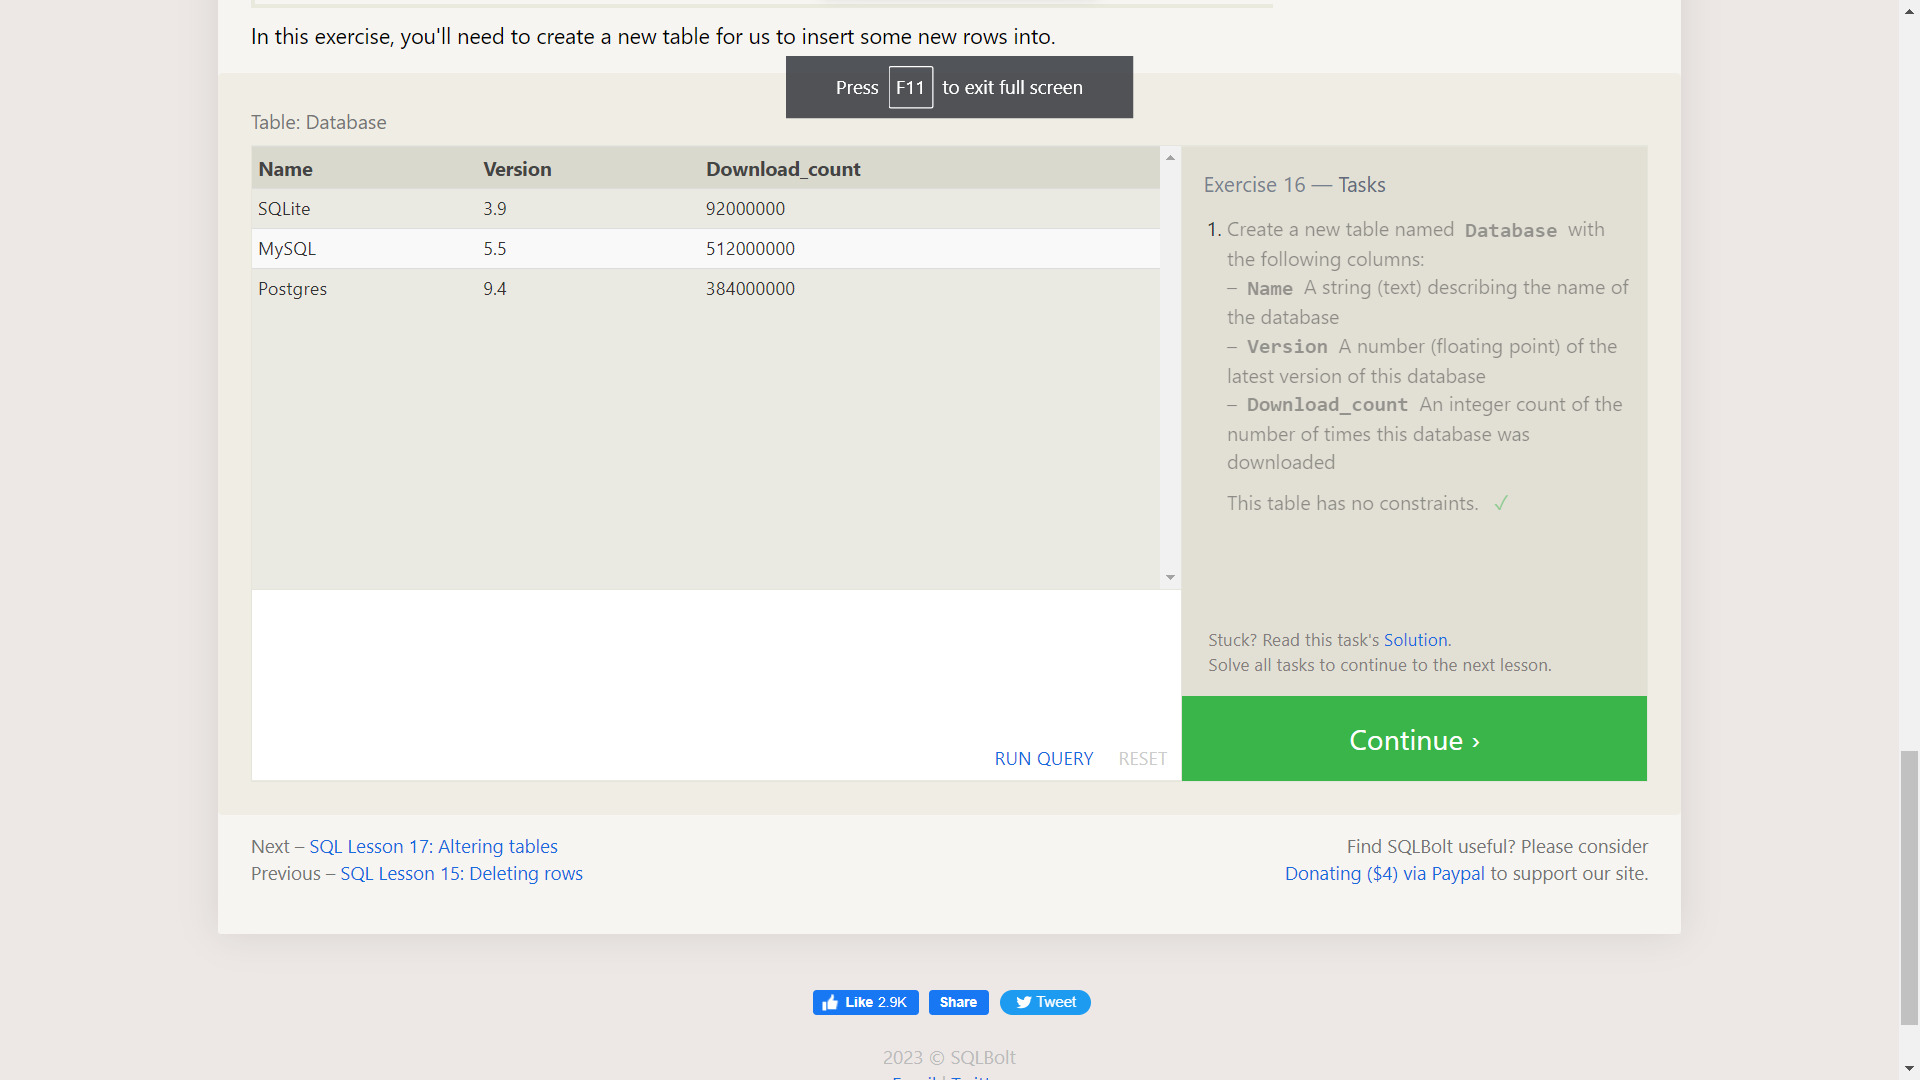 In this exercise, you'll need to create a new table for us to insert some new rows into.
Press F11 to exit full screen
Table: Database
Name Version Download_count
SQLite 3.9 92000000
MySQL 5.5 512000000
Postgres 9.4 384000000
RUN QUERY RESET
Exercise 16 — Tasks
1. Create a new table named Database with
the following columns:
– Name A string (text) describing the name of
the database
– Version A number (floating point) of the
latest version of this database
– Download_count An integer count of the
number of times this database was
downloaded
This table has no constraints. ✓
Stuck? Read this task's Solution.
Solve all tasks to continue to the next lesson.
Continue ›
Next – SQL Lesson 17: Altering tables
Previous – SQL Lesson 15: Deleting rows
Find SQLBolt useful? Please consider
Donating ($4) via Paypal to support our site.
Like 2.9K Share Tweet
2023 © SQLBolt